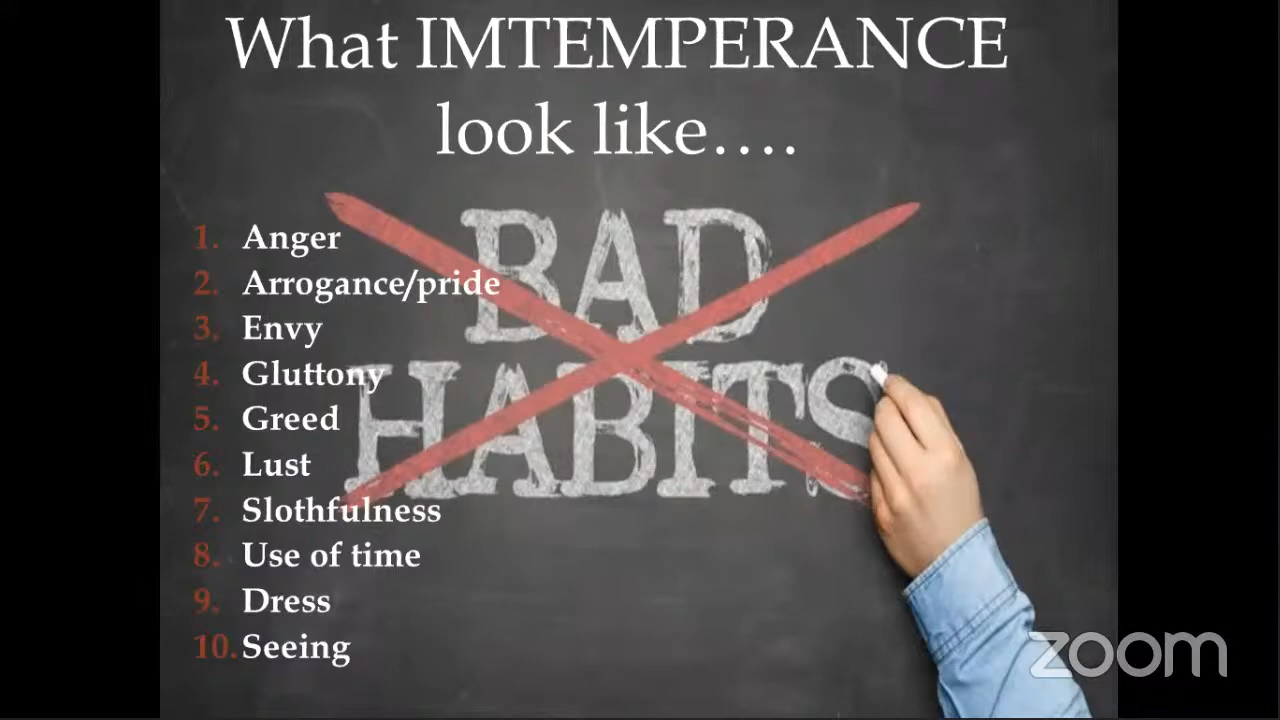 What IMTEMPERANCE
look like….
BAD
HABITS
1. Anger
2. Arrogance/pride
3. Envy
4. Gluttony
5. Greed
6. Lust
7. Slothfulness
8. Use of time
9. Dress
10. Seeing
zoom